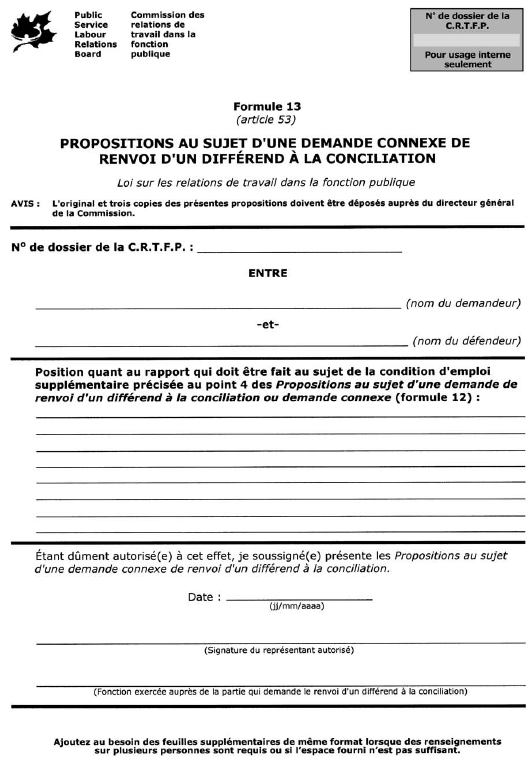 Public Service Labour Relations Board
Commission des relations de travail dans la fonction publique
N° de dossier de la
C.R.T.F.P.
Pour usage interne
seulement
Formule 13
(article 53)
PROPOSITIONS AU SUJET D'UNE DEMANDE CONNEXE DE
RENVOI D'UN DIFFÉREND À LA CONCILIATION
Loi sur les relations de travail dans la fonction publique
AVIS : L'original et trois copies des présentes propositions doivent être déposés auprès du directeur général
de la Commission.
N° de dossier de la C.R.T.F.P. :
ENTRE
(nom du demandeur)
-et-
(nom du défendeur)
Position quant au rapport qui doit être fait au sujet de la condition d'emploi
supplémentaire précisée au point 4 des Propositions au sujet d'une demande de
renvoi d'un différend à la conciliation ou demande connexe (formule 12) :
Étant dûment autorisé(e) à cet effet, je soussigné(e) présente les Propositions au sujet
d'une demande connexe de renvoi d'un différend à la conciliation.
Date :
(jj/mm/aaaa)
(Signature du représentant autorisé)
(Fonction exercée auprès de la partie qui demande le renvoi d'un différend à la conciliation)
Ajoutez au besoin des feuilles supplémentaires de même format lorsque des renseignements
sur plusieurs personnes sont requis ou si l'espace fourni n'est pas suffisant.